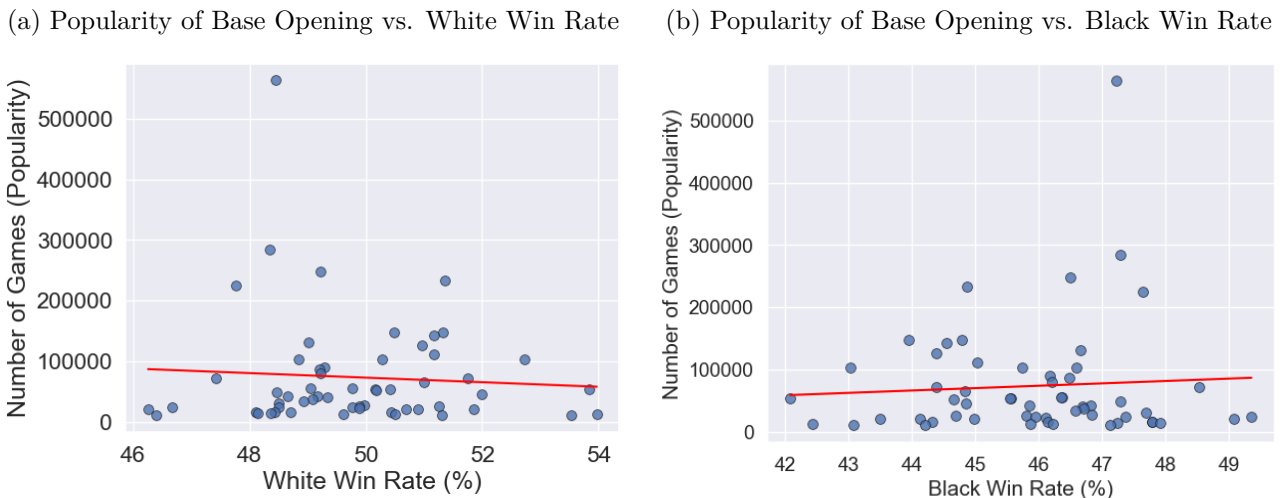 (a) Popularity of Base Opening vs. White Win Rate
Number of Games (Popularity)
500000
400000
300000
200000
100000
0
46 48 50 52 54
White Win Rate (%)
(b) Popularity of Base Opening vs. Black Win Rate
Number of Games (Popularity)
500000
400000
300000
200000
100000
0
42 43 44 45 46 47 48 49
Black Win Rate (%)